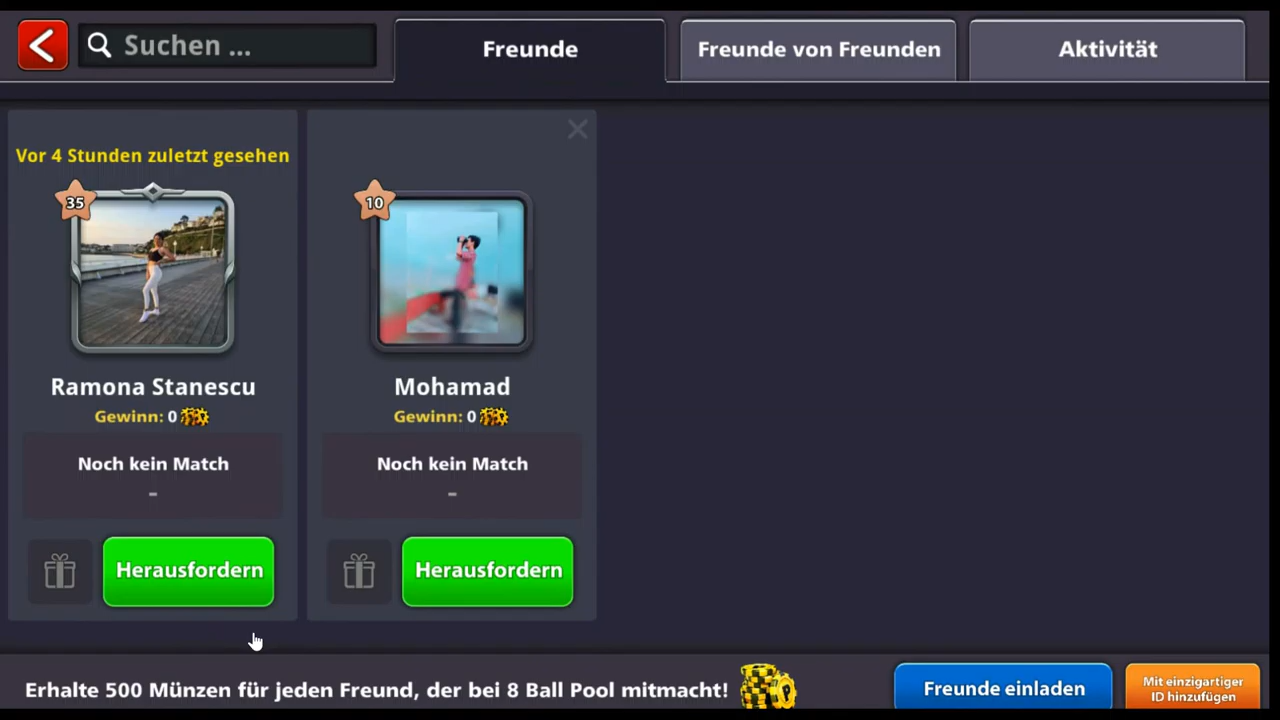 Suchen ...
Freunde
Freunde von Freunden
Aktivität
Vor 4 Stunden zuletzt gesehen
35
Ramona Stanescu
Gewinn: 0
Noch kein Match
-
Herausfordern
10
Mohamad
Gewinn: 0
Noch kein Match
-
Herausfordern
Erhalte 500 Münzen für jeden Freund, der bei 8 Ball Pool mitmacht!
P
Freunde einladen
Mit einzigartiger
ID hinzufügen